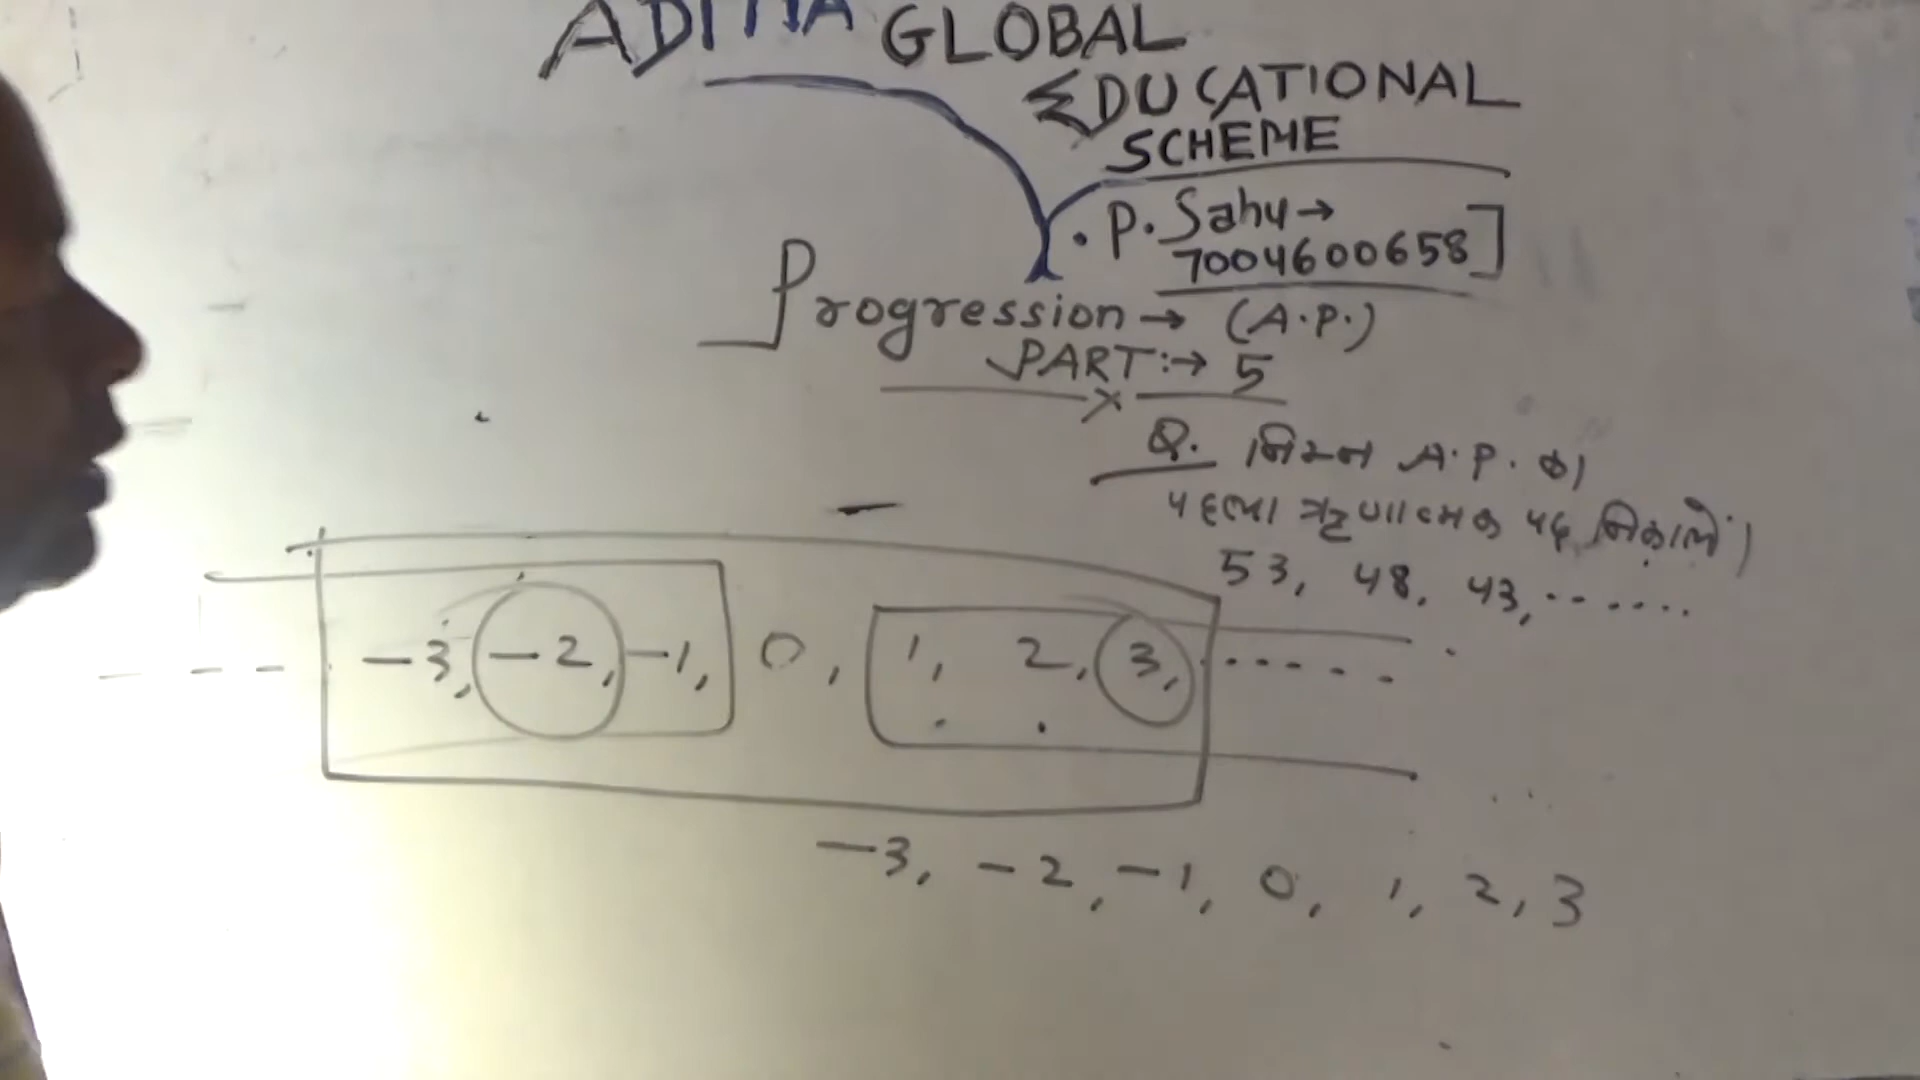 ADITYA GLOBAL
EDUCATIONAL
SCHEME
. P. Sahu →
7004600658]
Progression → (A.P.)
PART:→ 5
Q. निम्न A.P. का
पहला ऋणात्मक पद निकालें।
53, 48, 43, .......
--- -3, -2, -1, 0, 1, 2, 3, ......
-3, -2, -1, 0, 1, 2, 3